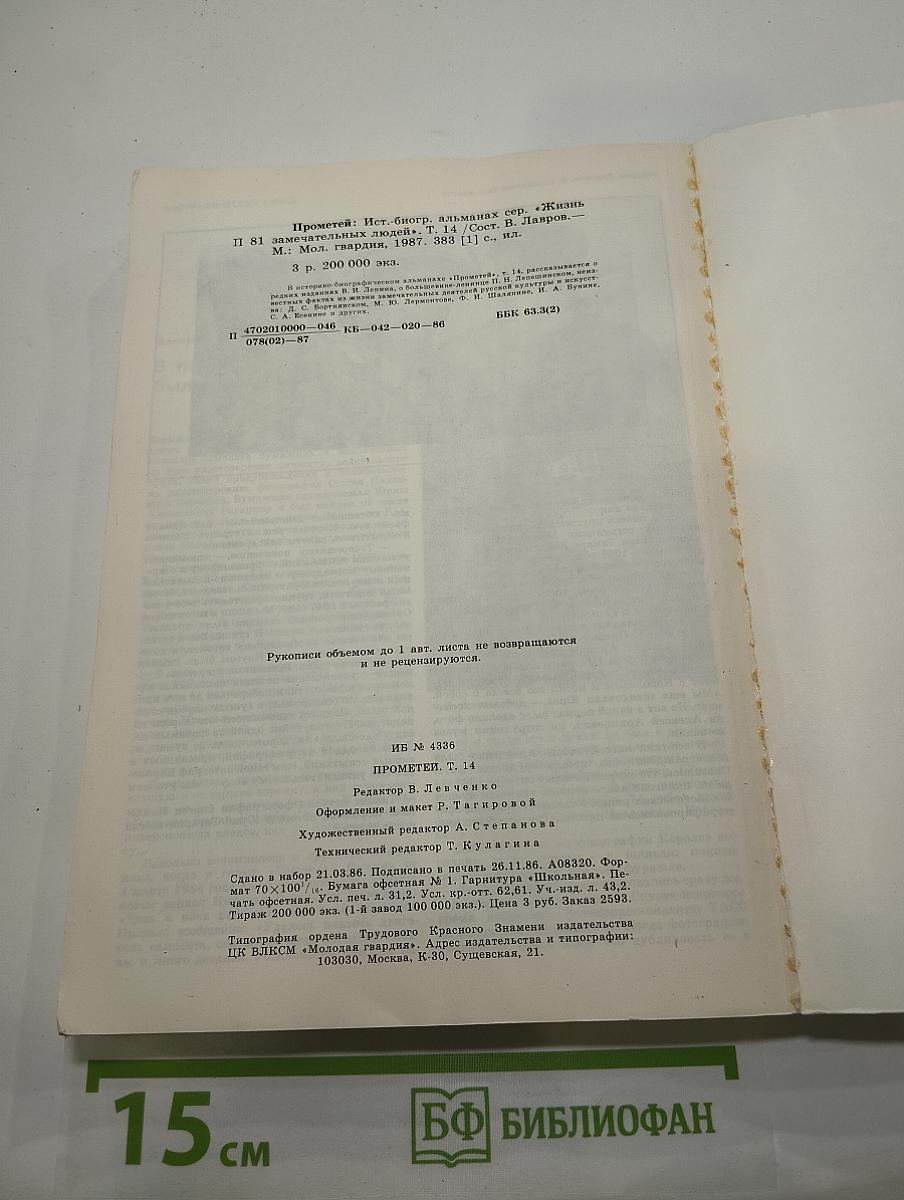 Прометей: Ист.-биогр. альманах сер. «Жизнь
П 81 замечательных людей». Т. 14 /Сост. В. Лавров.—
М.: Мол. гвардия, 1987. 383 [1] с., ил.
3 р. 200 000 экз.
В историко-биографическом альманахе «Прометей», т. 14, рассказывается о
редких изданиях В. И. Ленина, о большевике-ленинце П. Н. Лепешинском, неиз-
вестных фактах из жизни замечательных деятелей русской культуры и искусст-
ва: Д. С. Бортнянском, М. Ю. Лермонтове, Ф. И. Шаляпине, И. А. Бунине,
С. А. Есенине и других.
П 4702010000—046 КБ—042—020—86 ББК 63.3(2)
078(02)—87
Рукописи объемом до 1 авт. листа не возвращаются
и не рецензируются.
ИБ № 4336
ПРОМЕТЕЙ. Т. 14
Редактор В. Левченко
Оформление и макет Р. Тагировой
Художественный редактор А. Степанова
Технический редактор Т. Кулагина
Сдано в набор 21.03.86. Подписано в печать 26.11.86. А08320. Фор-
мат 70×100¹/₁₆. Бумага офсетная № 1. Гарнитура «Школьная». Пе-
чать офсетная. Усл. печ. л. 31,2. Усл. кр.-отт. 62,61. Уч.-изд. л. 43,2.
Тираж 200 000 экз. (1-й завод 100 000 экз.). Цена 3 руб. Заказ 2593.
Типография ордена Трудового Красного Знамени издательства
ЦК ВЛКСМ «Молодая гвардия». Адрес издательства и типографии:
103030, Москва, К-30, Сущевская, 21.
15 см
БФ БИБЛИОФАН